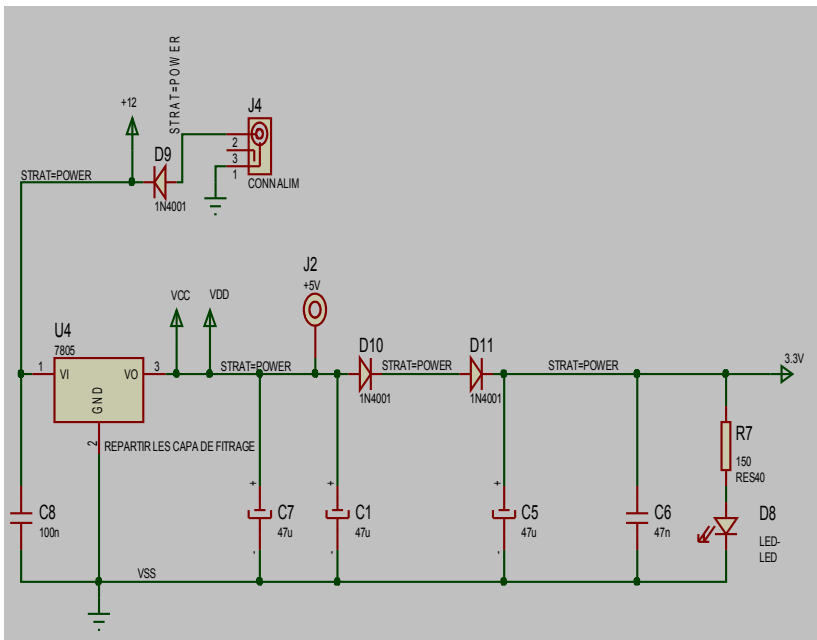 STRAT=POWER
J4
+12
2
3
1
D9
STRAT=POWER
1N4001
CONNALIM
J2
+5V
VCC
VDD
U4
7805
D10
D11
3.3V
1
VI
VO
3
STRAT=POWER
STRAT=POWER
STRAT=POWER
GND
1N4001
1N4001
2
REPARTIR LES CAPA DE FITRAGE
R7
150
RES40
+
+
+
C8
100n
C7
47u
C1
47u
C5
47u
C6
47n
D8
LED-
LED
-
-
-
VSS